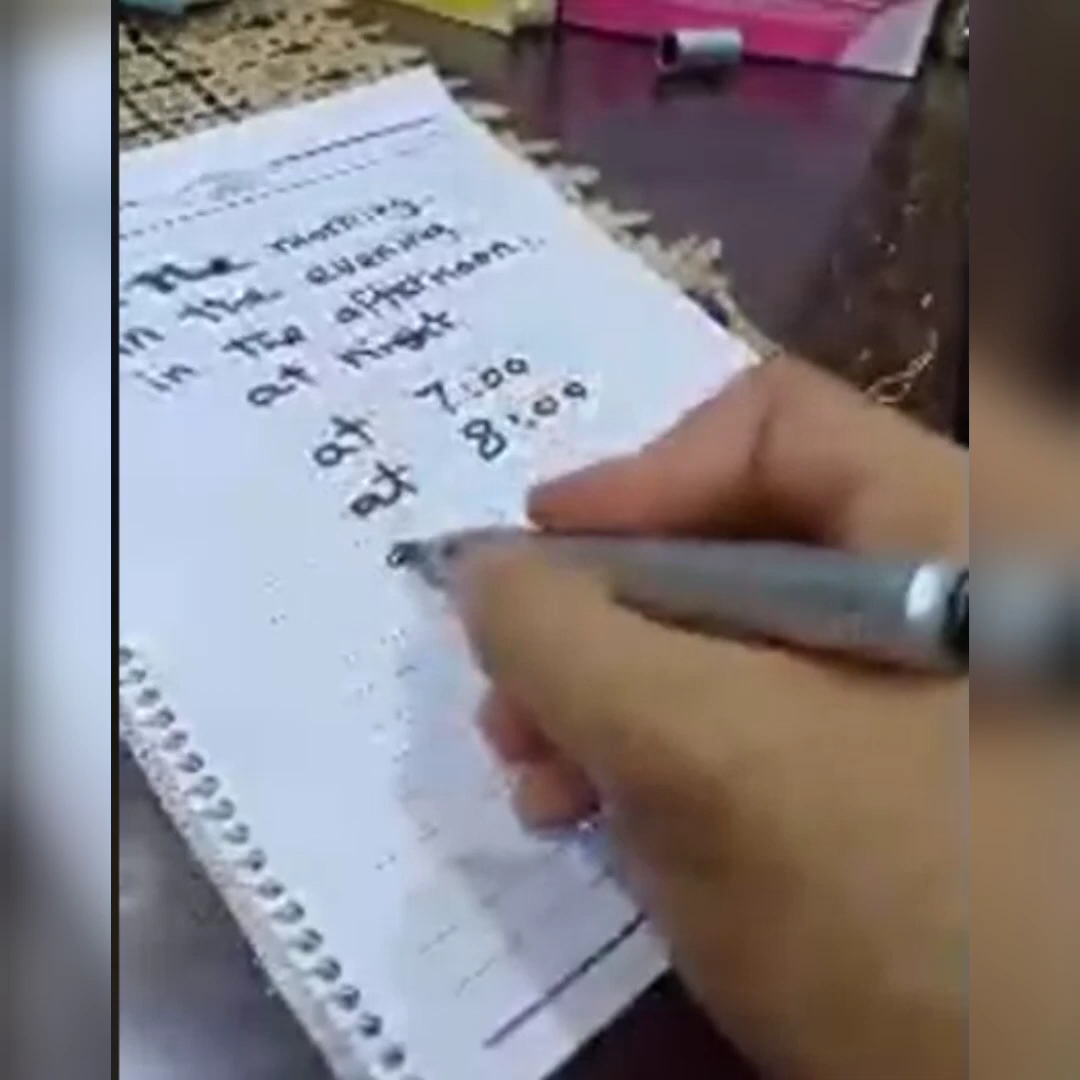 the morning.
in the evening
in the afternoon.
at night
at 7:00
at 8:00
a